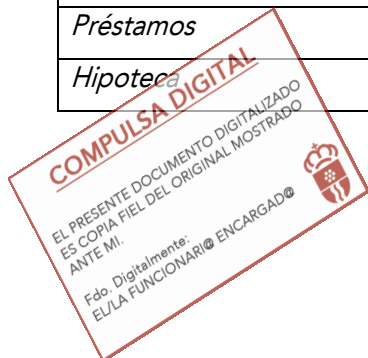 Préstamos
Hipoteca
COMPULSA DIGITAL
EL PRESENTE DOCUMENTO DIGITALIZADO
ES COPIA FIEL DEL ORIGINAL MOSTRADO
ANTE MI.
Fdo. Digitalmente:
EL/LA FUNCIONARI@ ENCARGAD@